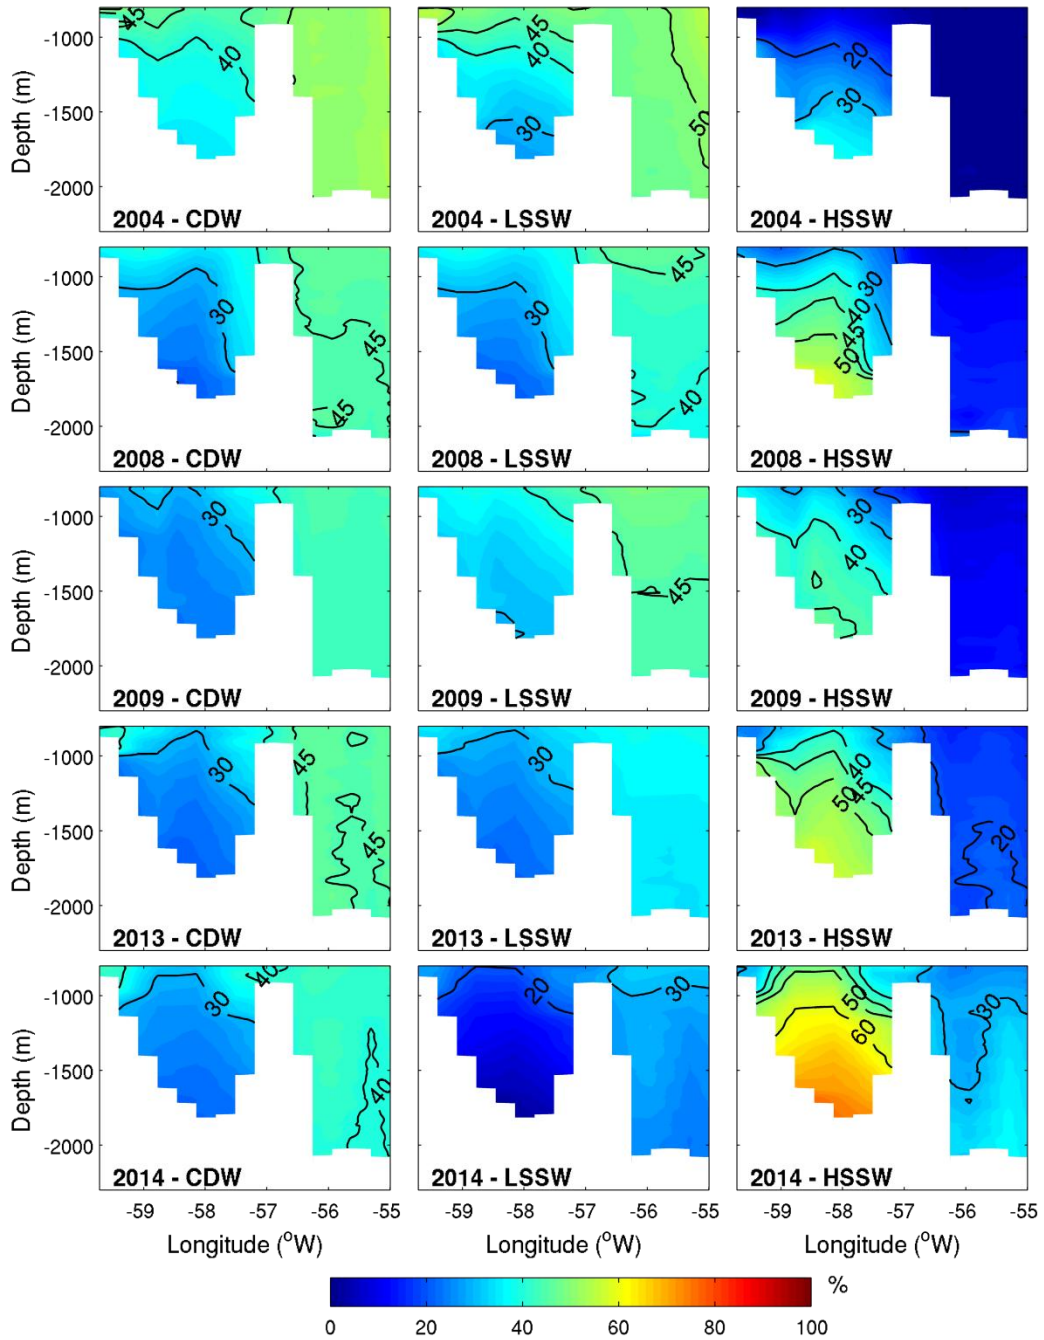 -1000
-1500
-2000
Depth (m)
45
40
2004 - CDW
45
40
30
50
2004 - LSSW
20
30
2004 - HSSW
-1000
-1500
-2000
Depth (m)
30
45
45
2008 - CDW
30
45
40
2008 - LSSW
30
40
45
50
2008 - HSSW
-1000
-1500
-2000
Depth (m)
30
2009 - CDW
45
2009 - LSSW
30
40
2009 - HSSW
-1000
-1500
-2000
Depth (m)
30
45
45
2013 - CDW
30
2013 - LSSW
40
45
50
20
2013 - HSSW
-1000
-1500
-2000
Depth (m)
30
40
40
2014 - CDW
20
30
2014 - LSSW
50
60
30
2014 - HSSW
-59 -58 -57 -56 -55
-59 -58 -57 -56 -55
-59 -58 -57 -56 -55
Longitude (°W)
Longitude (°W)
Longitude (°W)
%
0 20 40 60 80 100